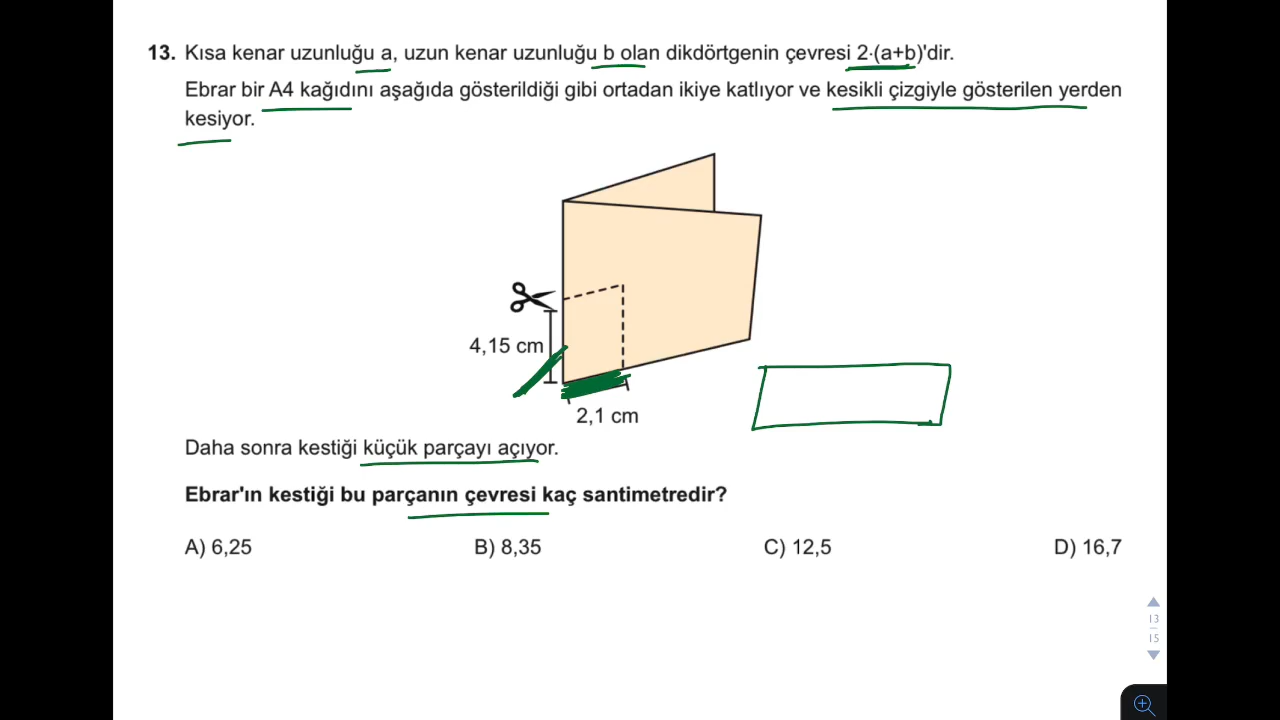 13. Kısa kenar uzunluğu a, uzun kenar uzunluğu b olan dikdörtgenin çevresi 2·(a+b)'dir.
Ebrar bir A4 kağıdını aşağıda gösterildiği gibi ortadan ikiye katlıyor ve kesikli çizgiyle gösterilen yerden
kesiyor.
4,15 cm
2,1 cm
Daha sonra kestiği küçük parçayı açıyor.
Ebrar'ın kestiği bu parçanın çevresi kaç santimetredir?
A) 6,25 B) 8,35 C) 12,5 D) 16,7
13
15